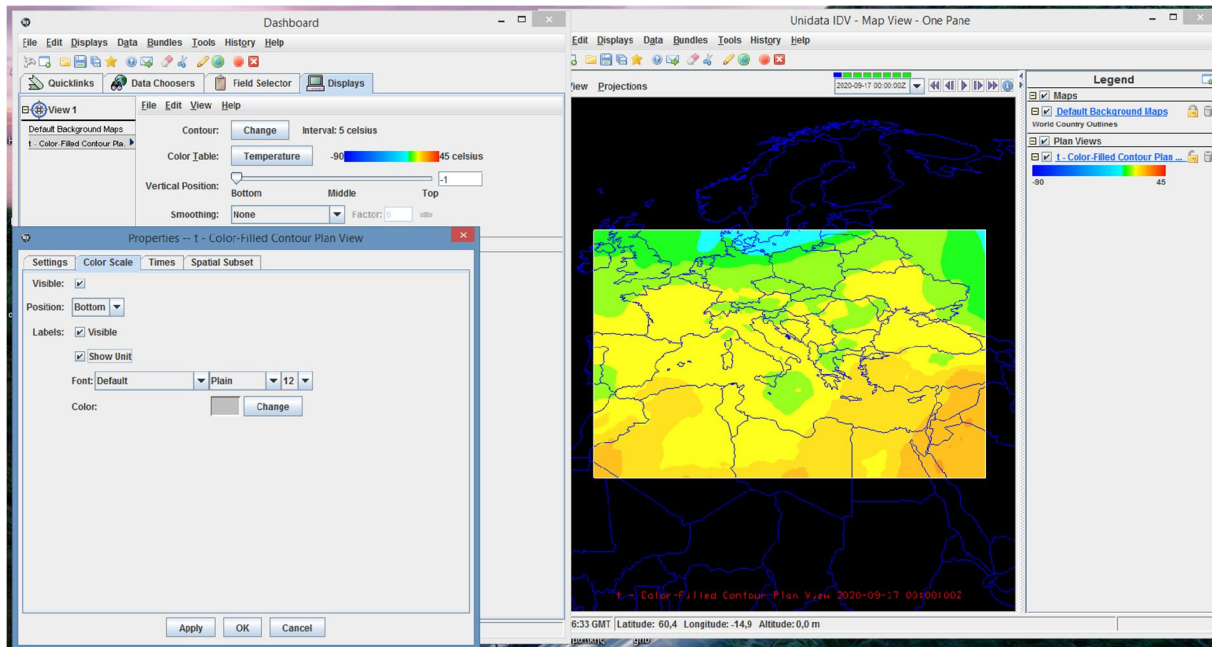 Dashboard
File Edit Displays Data Bundles Tools History Help
Quicklinks Data Choosers Field Selector Displays
View 1
Default Background Maps
t - Color-Filled Contour Pla.
File Edit View Help
Contour: Change Interval: 5 celsius
Color Table: Temperature -90 45 celsius
Vertical Position: -1
Bottom Middle Top
Smoothing: None Factor: 6
Properties -- t - Color-Filled Contour Plan View
Settings Color Scale Times Spatial Subset
Visible:
Position: Bottom
Labels: Visible
Show Unit
Font: Default Plain 12
Color: Change
Apply OK Cancel
Unidata IDV - Map View - One Pane
Edit Displays Data Bundles Tools History Help
iew Projections
2020-09-17 00:00:00Z
t - Color-Filled Contour Plan View 2020-09-17 00:00:00Z
6:33 GMT Latitude: 60,4 Longitude: -14,9 Altitude:0,0 m
Legend
Maps
Default Background Maps
World Country Outlines
Plan Views
t - Color-Filled Contour Plan ...
-90 45